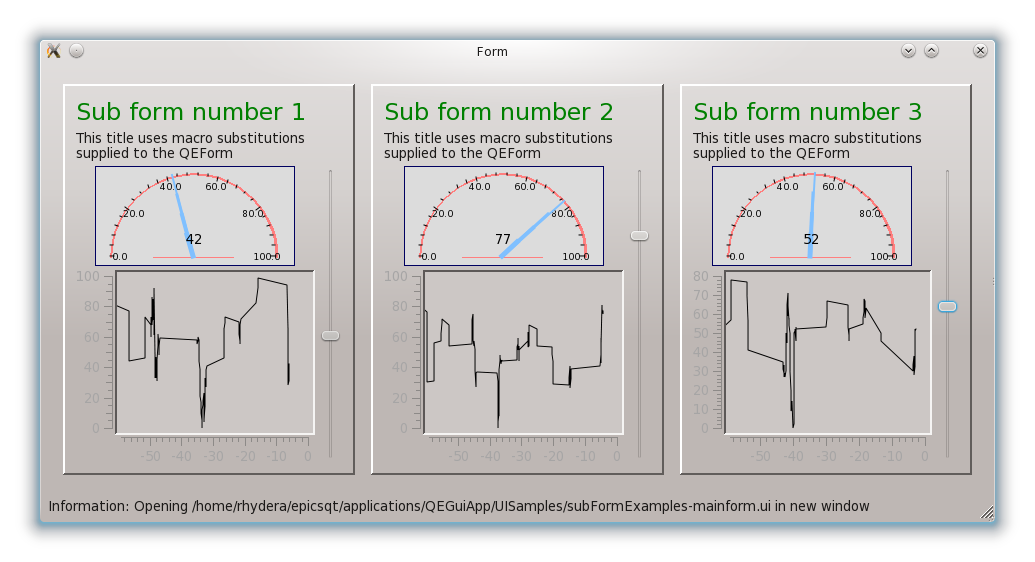 Form
Sub form number 1
This title uses macro substitutions
supplied to the QEForm
40.0 60.0
20.0 80.0
42
0.0 100.0
100
80
60
40
20
0
-50 -40 -30 -20 -10 0
Sub form number 2
This title uses macro substitutions
supplied to the QEForm
40.0 60.0
20.0 80.0
77
0.0 100.0
100
80
60
40
20
0
-50 -40 -30 -20 -10 0
Sub form number 3
This title uses macro substitutions
supplied to the QEForm
40.0 60.0
20.0 80.0
52
0.0 100.0
80
70
60
50
40
30
20
10
0
-50 -40 -30 -20 -10 0
Information: Opening /home/rhydera/epicsqt/applications/QEGuiApp/UISamples/subFormExamples-mainform.ui in new window